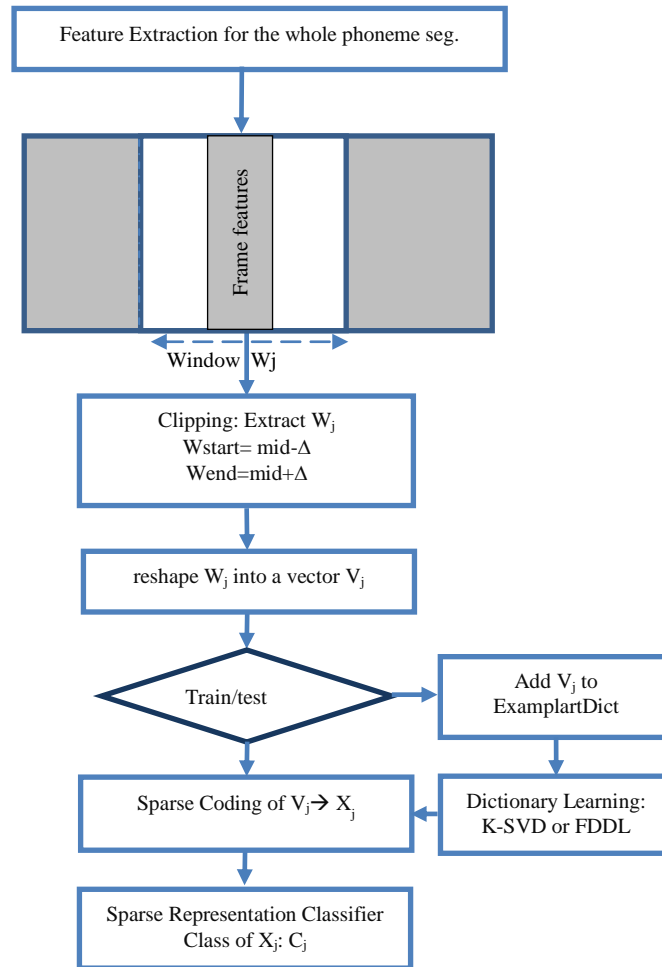 Feature Extraction for the whole phoneme seg.
Frame features
Window Wj
Clipping: Extract Wj
Wstart= mid-Δ
Wend=mid+Δ
reshape Wj into a vector Vj
Train/test
Add Vj to
ExamplartDict
Sparse Coding of Vj→ Xj
Dictionary Learning:
K-SVD or FDDL
Sparse Representation Classifier
Class of Xj: Cj